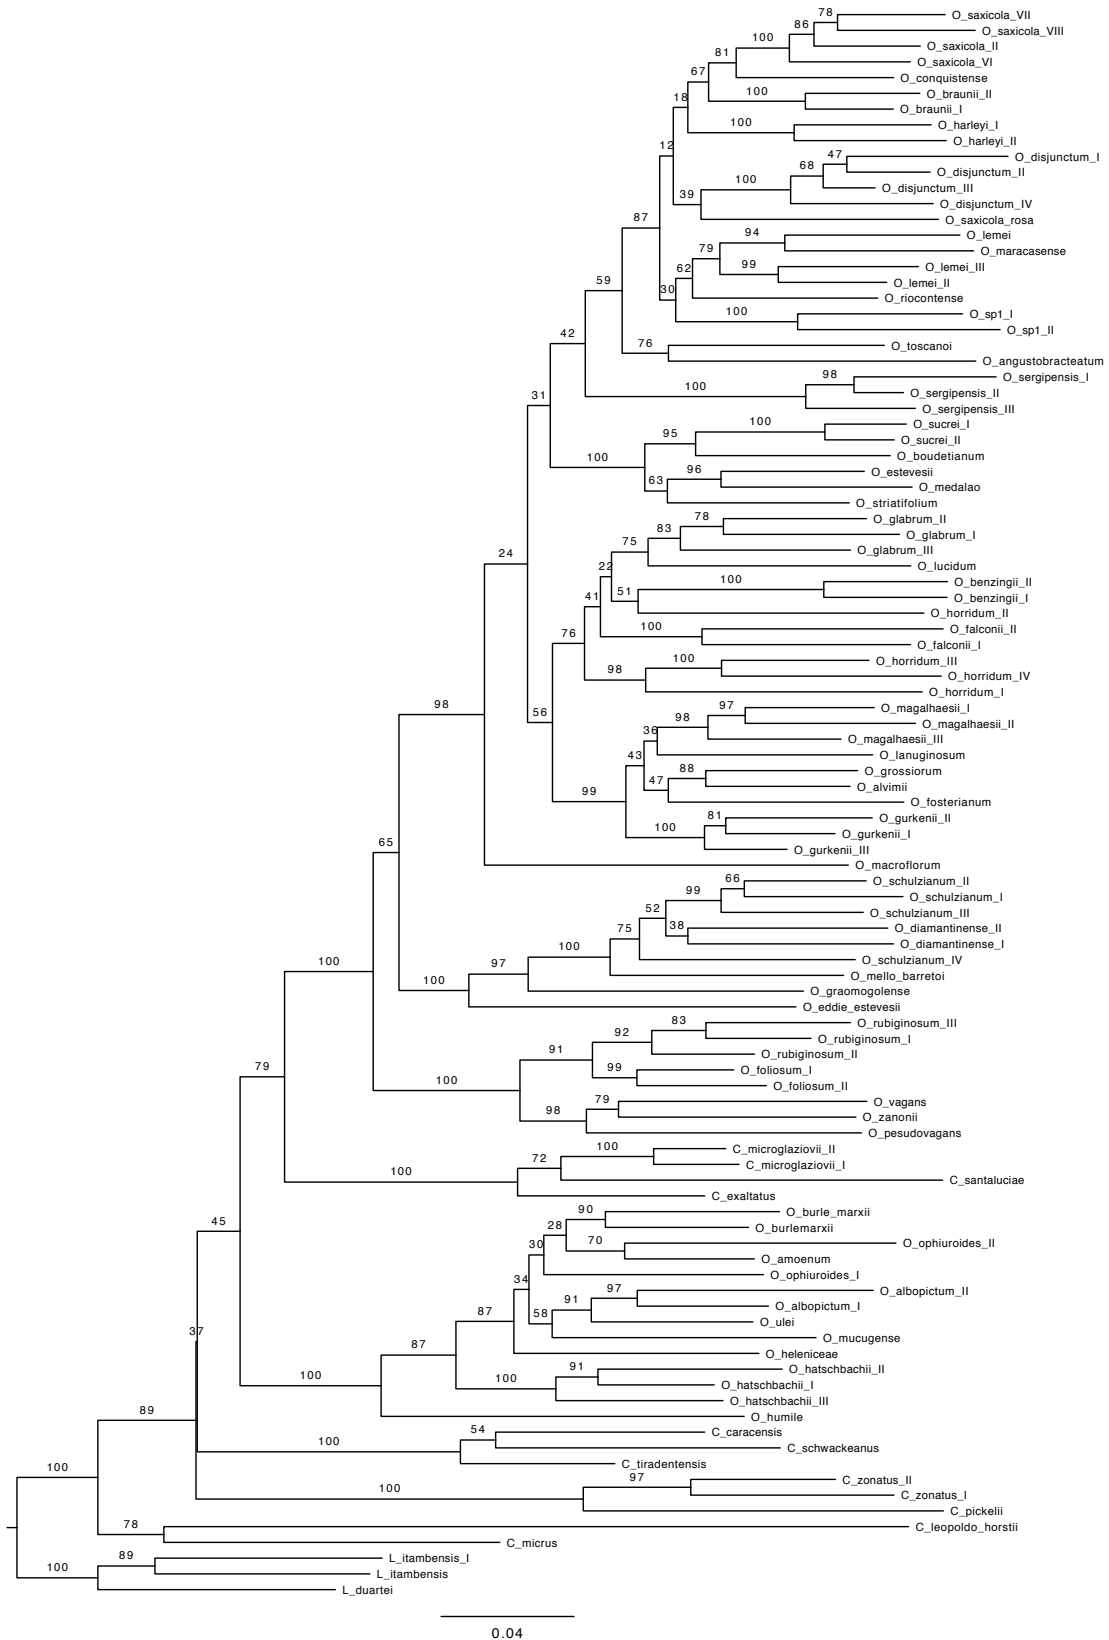 78 O_saxicola_VII
86 O_saxicola_VIII
100 O_saxicola_II
81 O_saxicola_VI
67 O_conquistense
100 O_braunii_II
18 O_braunii_I
100 O_harleyi_I
12 O_harleyi_II
47 O_disjunctum_I
68 O_disjunctum_II
100 O_disjunctum_III
39 O_disjunctum_IV
87 O_saxicola_rosa
94 O_lemei
79 O_maracasense
62 99 O_lemei_III
30 O_lemei_II
59 O_riocontense
100 O_sp1_I
O_sp1_II
42 76 O_toscanoi
O_angustobracteatum
98 O_sergipensis_I
100 O_sergipensis_II
31 O_sergipensis_III
100 O_sucrei_I
95 O_sucrei_II
100 O_boudetianum
96 O_estevesii
63 O_medalao
O_striatifolium
78 O_glabrum_II
83 O_glabrum_I
75 O_glabrum_III
24 22 O_lucidum
100 O_benzingii_II
51 O_benzingii_I
41 O_horridum_II
100 O_falconii_II
76 O_falconii_I
100 O_horridum_III
98 O_horridum_IV
O_horridum_I
98 56 97 O_magalhaesii_I
98 O_magalhaesii_II
36 O_magalhaesii_III
43 O_lanuginosum
88 O_grossiorum
47 O_alvimii
99 O_fosterianum
81 O_gurkenii_II
100 O_gurkenii_I
65 O_gurkenii_III
O_macroflorum
66 O_schulzianum_II
99 O_schulzianum_I
52 O_schulzianum_III
38 O_diamantinense_II
75 O_diamantinense_I
100 O_schulzianum_IV
100 97 O_mello_barretoi
100 O_graomogolense
O_eddie_estevesii
83 O_rubiginosum_III
92 O_rubiginosum_I
91 O_rubiginosum_II
79 99 O_foliosum_I
100 O_foliosum_II
79 O_vagans
98 O_zanonii
O_pesudovagans
100 C_microglaziovii_II
72 C_microglaziovii_I
100 C_santaluciae
C_exaltatus
45 90 O_burle_marxii
28 O_burlemarxii
30 70 O_ophiuroides_II
O_amoenum
34 O_ophiuroides_I
97 O_albopictum_II
91 O_albopictum_I
87 58 O_ulei
37 O_mucugense
87 O_heleniceae
91 O_hatschbachii_II
100 100 O_hatschbachii_I
O_hatschbachii_III
89 O_humile
54 C_caracensis
100 C_schwackeanus
100 C_tiradentensis
97 C_zonatus_II
100 C_zonatus_I
C_pickelii
78 C_leopoldo_horstii
C_micrus
89 L_itambensis_I
100 L_itambensis
L_duartei
0.04